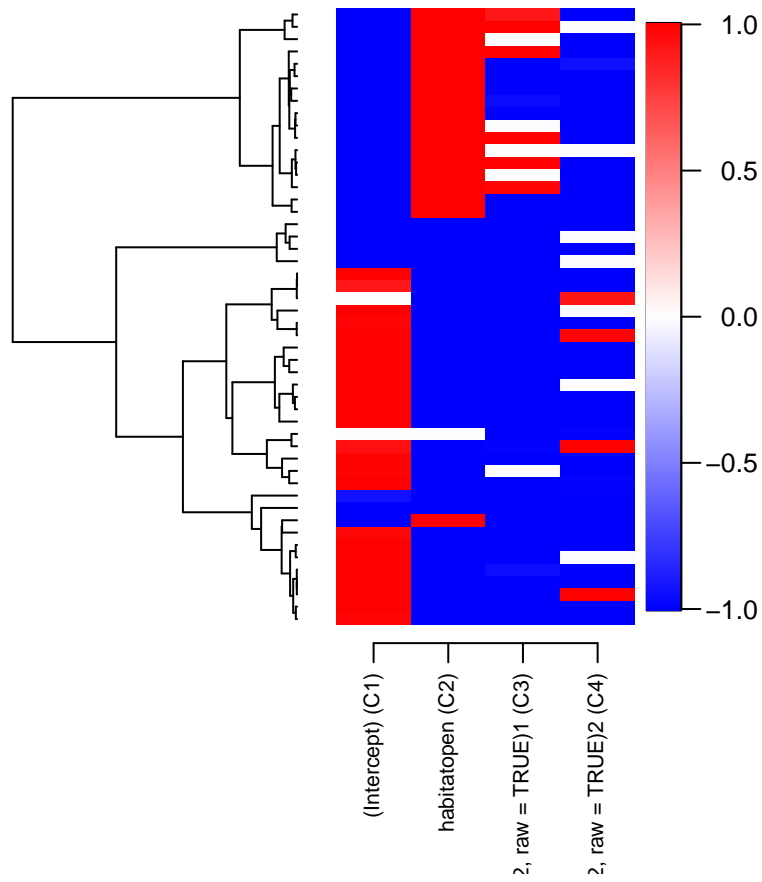 1.0
0.5
0.0
−0.5
−1.0
(Intercept) (C1)
habitatopen (C2)
2, raw = TRUE)1 (C3)
2, raw = TRUE)2 (C4)